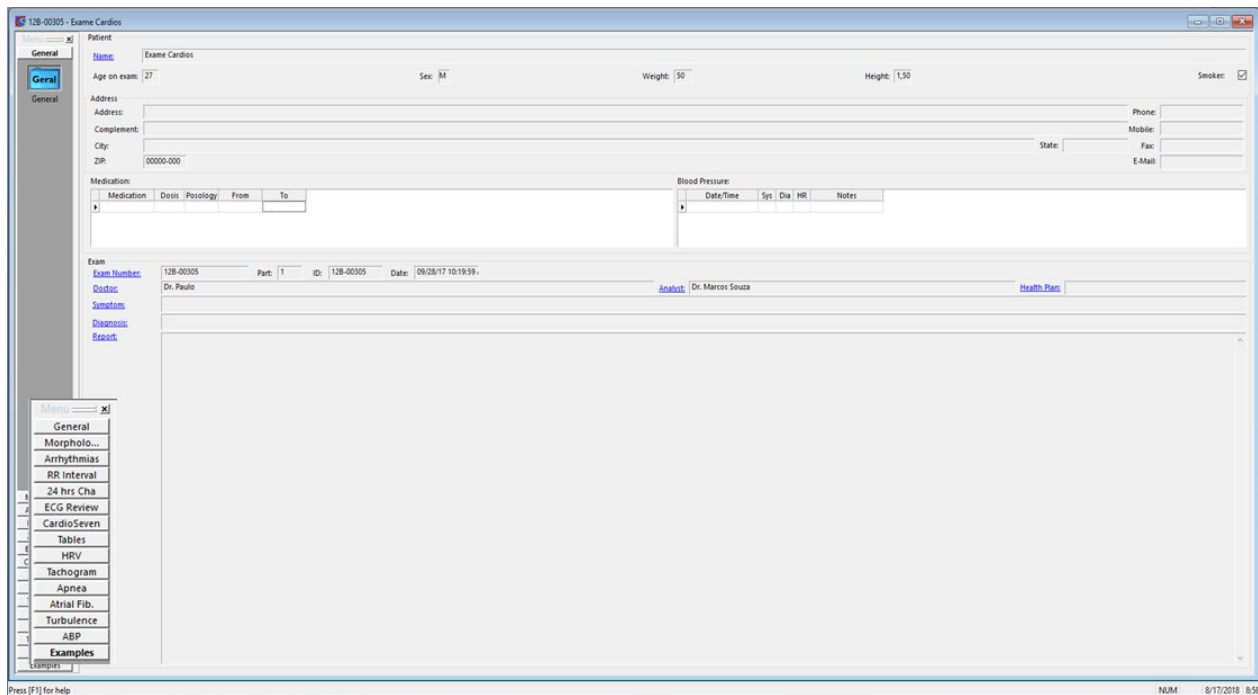 12B-00305 - Exame Cardios
Menu
General
Geral
General
Patient
Name: Exame Cardios
Age on exam: 27 Sex: M Weight: 50 Height: 1,50 Smoker:
Address
Address: Phone:
Complement: Mobile:
City: State: Fax:
ZIP: 00000-000 E-Mail:
Medication: Blood Pressure:
Medication Dosis Posology From To Date/Time Sys Dia HR Notes
Exam
Exam Number: 12B-00305 Part: 1 ID: 12B-00305 Date: 09/28/17 10:19:59
Doctor: Dr. Paulo Analyst: Dr. Marcos Souza Health Plan:
Symptom:
Diagnosis:
Report:
Menu
General
Morpholo...
Arrhythmias
RR Interval
24 hrs Cha
ECG Review
CardioSeven
Tables
HRV
Tachogram
Apnea
Atrial Fib.
Turbulence
ABP
Examples
Examples
Press [F1] for help NUM 8/17/2018